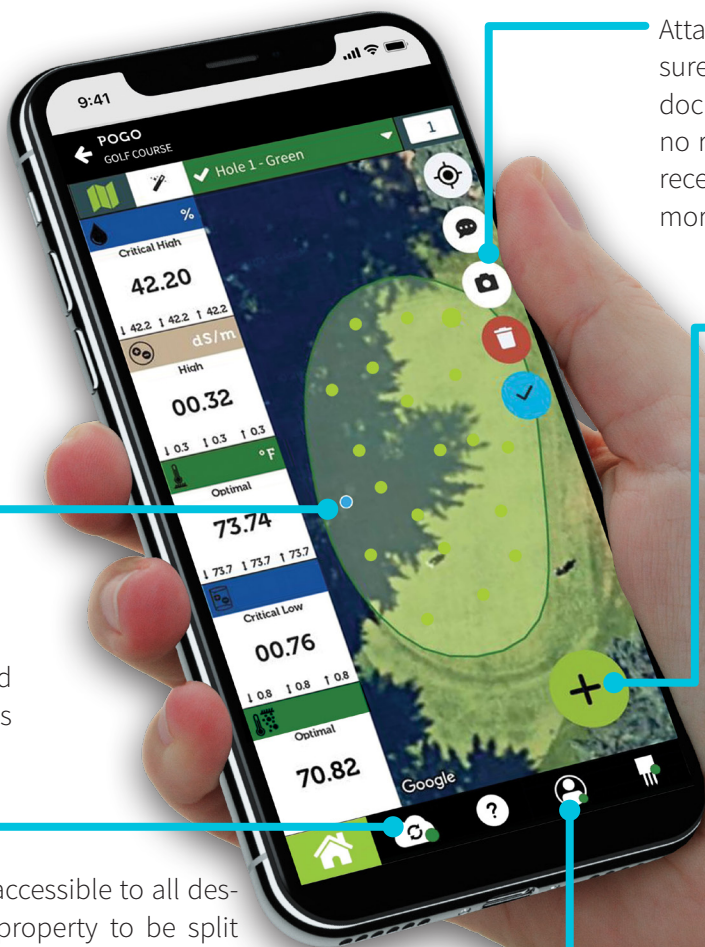 Atta
sure
doc
no r
rece
mor
9:41
POGO
GOLF COURSE
Hole 1 - Green
1
%
Critical High
42.20
↓ 42.2 ↕ 42.2 ↑ 42.2
dS/m
High
00.32
↓ 0.3 ↕ 0.3 ↑ 0.3
°F
Optimal
73.74
↓ 73.7 ↕ 73.7 ↑ 73.7
Critical Low
00.76
↓ 0.8 ↕ 0.8 ↑ 0.8
Optimal
70.82
Google
?
d
s
accessible to all des-
property to be split